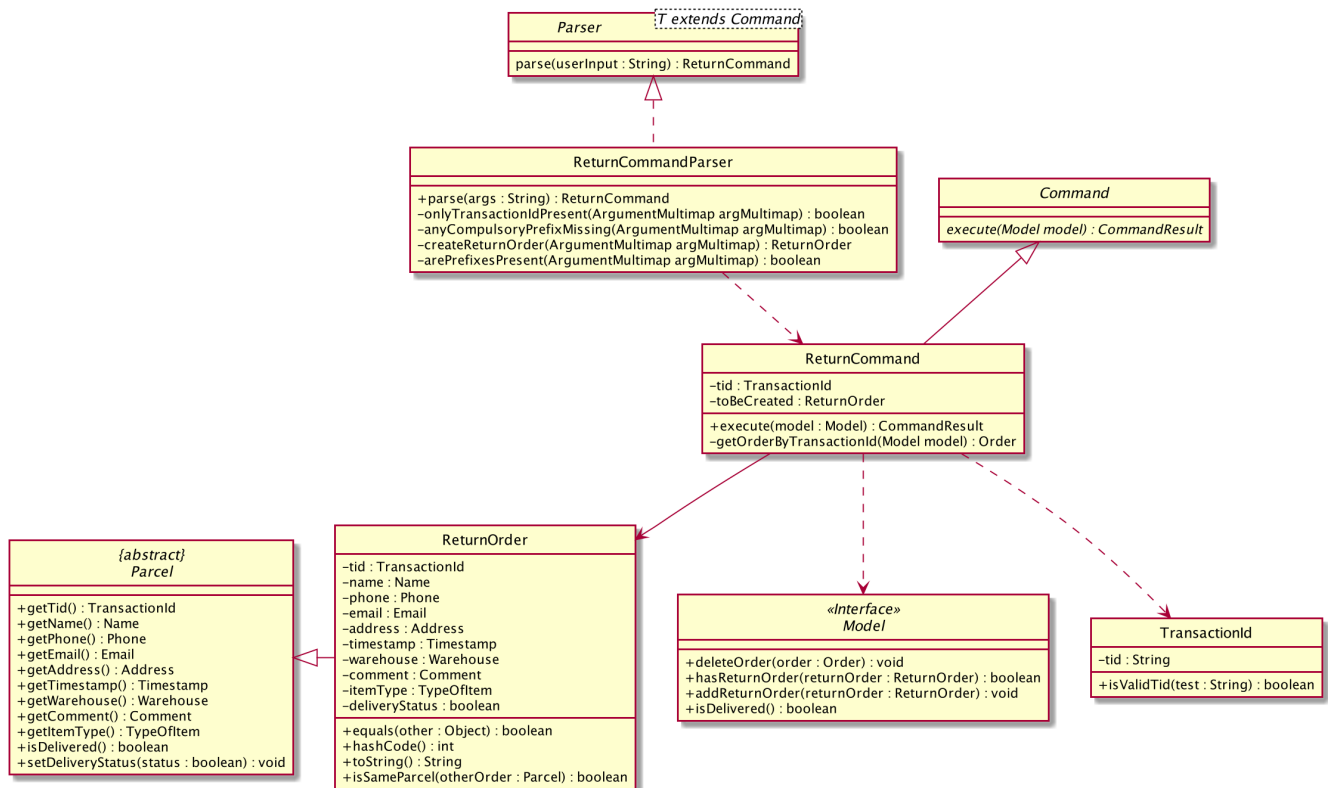 Parser
T extends Command
parse(userInput : String) : ReturnCommand
ReturnCommandParser
+parse(args : String) : ReturnCommand
–onlyTransactionIdPresent(ArgumentMultimap argMultimap) : boolean
–anyCompulsoryPrefixMissing(ArgumentMultimap argMultimap) : boolean
–createReturnOrder(ArgumentMultimap argMultimap) : ReturnOrder
–arePrefixesPresent(ArgumentMultimap argMultimap) : boolean
Command
execute(Model model) : CommandResult
ReturnCommand
–tid : TransactionId
–toBeCreated : ReturnOrder
+execute(model : Model) : CommandResult
–getOrderByTransactionId(Model model) : Order
{abstract}
Parcel
+getTid() : TransactionId
+getName() : Name
+getPhone() : Phone
+getEmail() : Email
+getAddress() : Address
+getTimestamp() : Timestamp
+getWarehouse() : Warehouse
+getComment() : Comment
+getItemType() : TypeOfItem
+isDelivered() : boolean
+setDeliveryStatus(status : boolean) : void
ReturnOrder
–tid : TransactionId
–name : Name
–phone : Phone
–email : Email
–address : Address
–timestamp : Timestamp
–warehouse : Warehouse
–comment : Comment
–itemType : TypeOfItem
–deliveryStatus : boolean
+equals(other : Object) : boolean
+hashCode() : int
+toString() : String
+isSameParcel(otherOrder : Parcel) : boolean
«Interface»
Model
+deleteOrder(order : Order) : void
+hasReturnOrder(returnOrder : ReturnOrder) : boolean
+addReturnOrder(returnOrder : ReturnOrder) : void
+isDelivered() : boolean
TransactionId
–tid : String
+isValidTid(test : String) : boolean